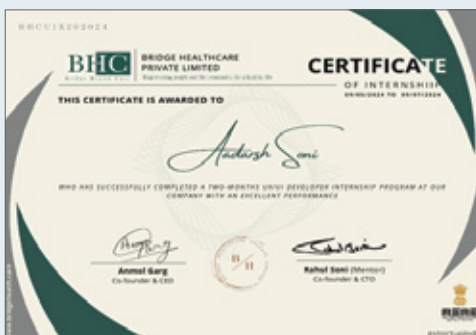 BHCUIX202024
BHC
BRIDGE HEALTHCARE
PRIVATE LIMITED
CERTIFICATE
OF INTERNSHIP
THIS CERTIFICATE IS AWARDED TO
Aadarsh Soni
WHO HAS SUCCESSFULLY COMPLETED A TWO-MONTHS UX/UI DEVELOPER INTERNSHIP PROGRAM AT OUR
COMPANY WITH AN EXCELLENT PERFORMANCE
Anmol Garg
Co-founder & CEO
Rahul Soni (Mentor)
Co-founder & CTO